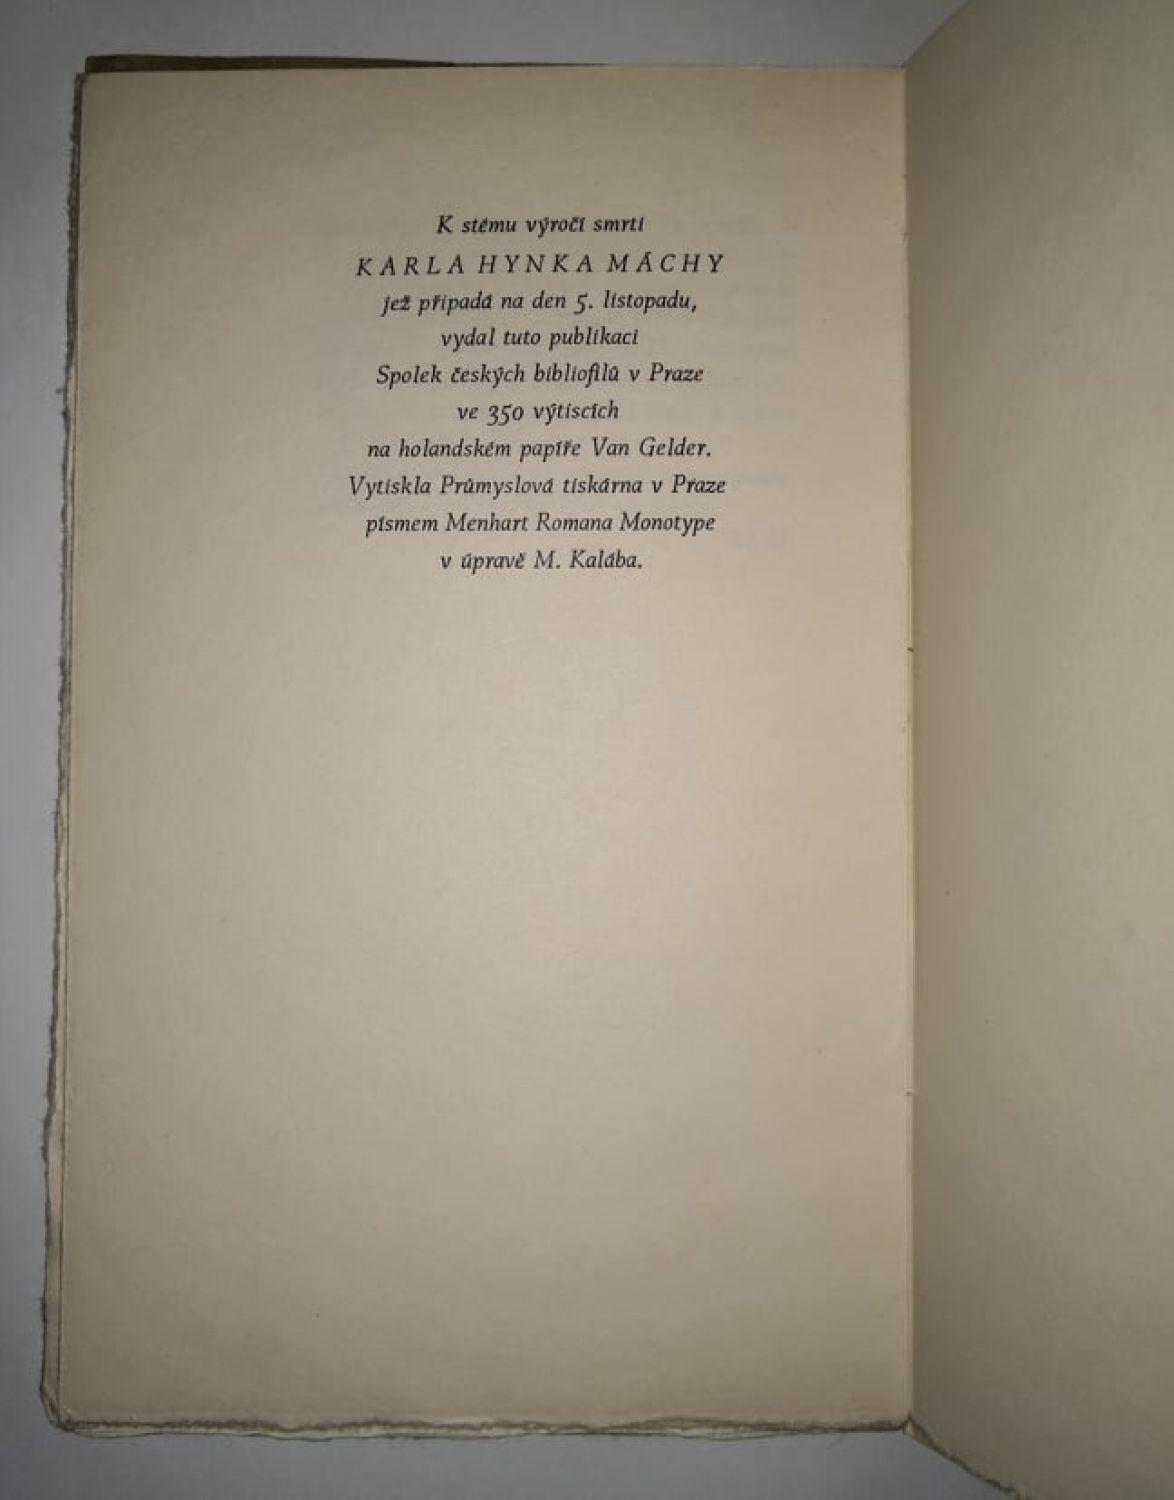 K stému výročí smrti
KARLA HYNKA MÁCHY
jež připadá na den 5. listopadu,
vydal tuto publikaci
Spolek českých bibliofilů v Praze
ve 350 výtiscích
na holandském papíře Van Gelder.
Vytiskla Průmyslová tiskárna v Praze
písmem Menhart Romana Monotype
v úpravě M. Kalába.